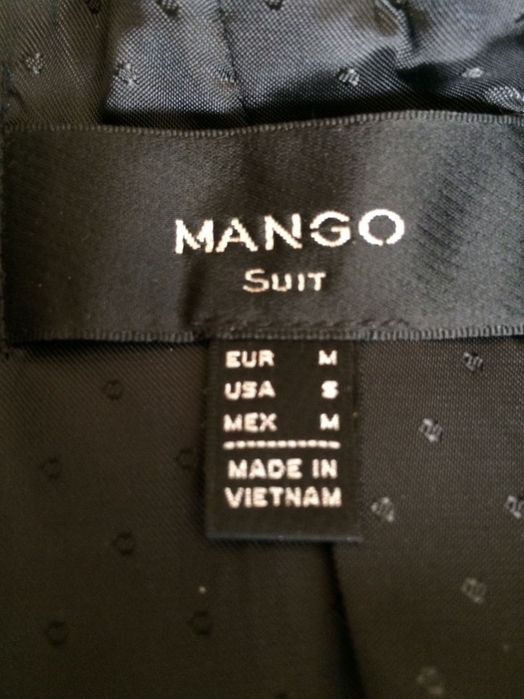 MANGO
SUIT
EUR M
USA S
MEX M
MADE IN
VIETNAM